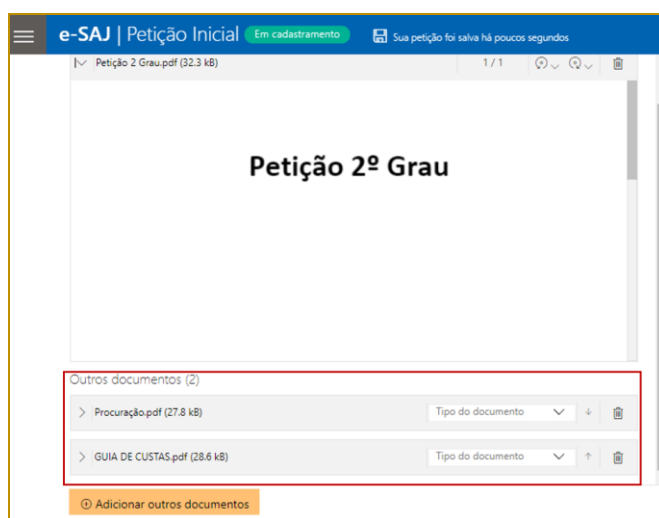 e-SAJ | Petição Inicial Em cadastramento Sua petição foi salva há poucos segundos
Petição 2 Grau.pdf (32.3 kB) 1 / 1
Petição 2º Grau
Outros documentos (2)
Procuração.pdf (27.8 kB) Tipo do documento
GUIA DE CUSTAS.pdf (28.6 kB) Tipo do documento
Adicionar outros documentos